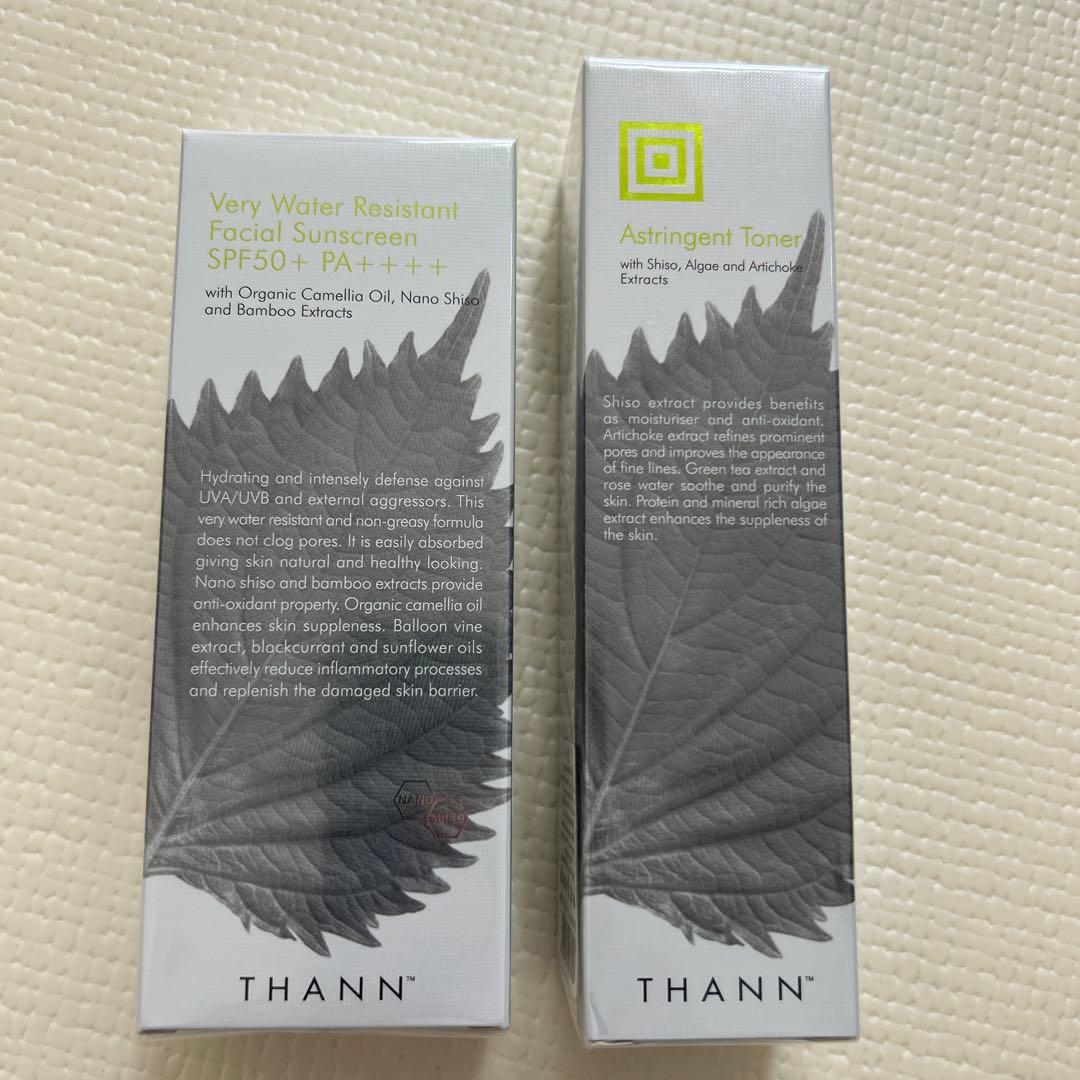 Very Water Resistant
Facial Sunscreen
SPF50+ PA++++
with Organic Camellia Oil, Nano Shiso
and Bamboo Extracts
Hydrating and intensely defense against
UVA/UVB and external aggressors. This
very water resistant and non-greasy formula
does not clog pores. It is easily absorbed
giving skin natural and healthy looking.
Nano shiso and bamboo extracts provide
anti-oxidant property. Organic camellia oil
enhances skin suppleness. Balloon vine
extract, blackcurrant and sunflower oils
effectively reduce inflammatory processes
and replenish the damaged skin barrier.
NANO
SHISO
THANN™
Astringent Toner
with Shiso, Algae and Artichoke
Extracts
Shiso extract provides benefits
as moisturiser and anti-oxidant.
Artichoke extract refines prominent
pores and improves the appearance
of fine lines. Green tea extract and
rose water soothe and purify the
skin. Protein and mineral rich algae
extract enhances the suppleness of
the skin.
THANN™